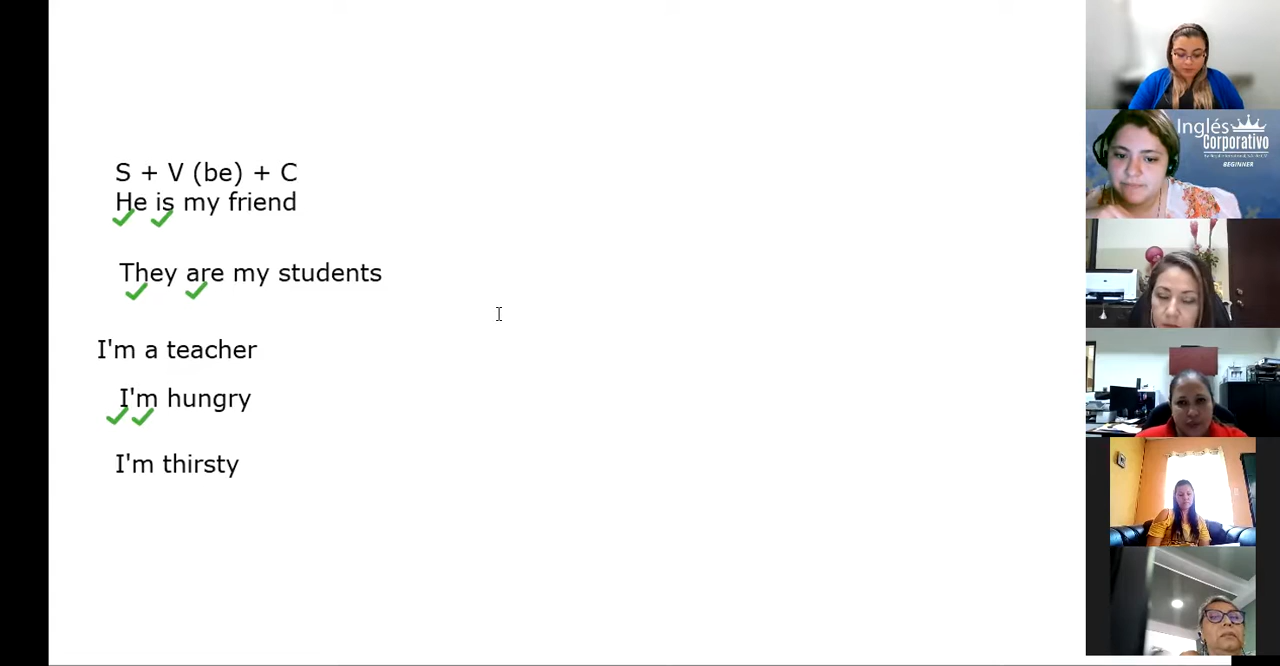 S + V (be) + C
He is my friend
They are my students
I'm a teacher
I'm hungry
I'm thirsty
Inglés
Corporativo
BEGINNER